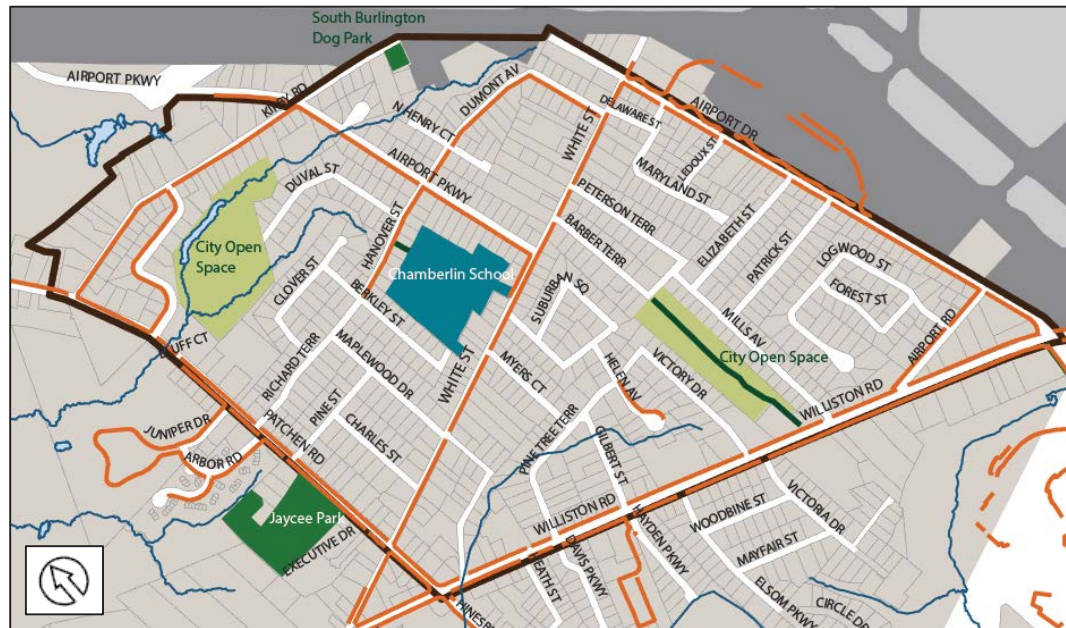 South Burlington
Dog Park
AIRPORT PKWY
KIRBY RD
N HENRY CT
DUMONT AV
WHITE ST
DELAWARE ST
AIRPORT DR
LEDOUX ST
MARYLAND ST
DUVAL ST
AIRPORT PKWY
HANOVER ST
PETERSON TERR
BARBER TERR
ELIZABETH ST
PATRICK ST
LOGWOOD ST
FOREST ST
City Open
Space
CLOVER ST
Chamberlin School
BERKLEY ST
SUBURBAN SQ
MILLS AV
AIRPORT RD
City Open Space
RICHARD TERR
MAPLEWOOD DR
WHITE ST
MYERS CT
HELEN AV
VICTORY DR
WILLISTON RD
JUNIPER DR
PINE ST
PATCHEN RD
CHARLES ST
ARBOR RD
PINE TREE TERR
GILBERT ST
Jaycee Park
EXECUTIVE DR
WILLISTON RD
HAYDEN PKWY
WOODBINE ST
VICTORIA DR
MAYFAIR ST
HEATH ST
DAVIS PKWY
ELSOM PKWY
CIRCLE DR